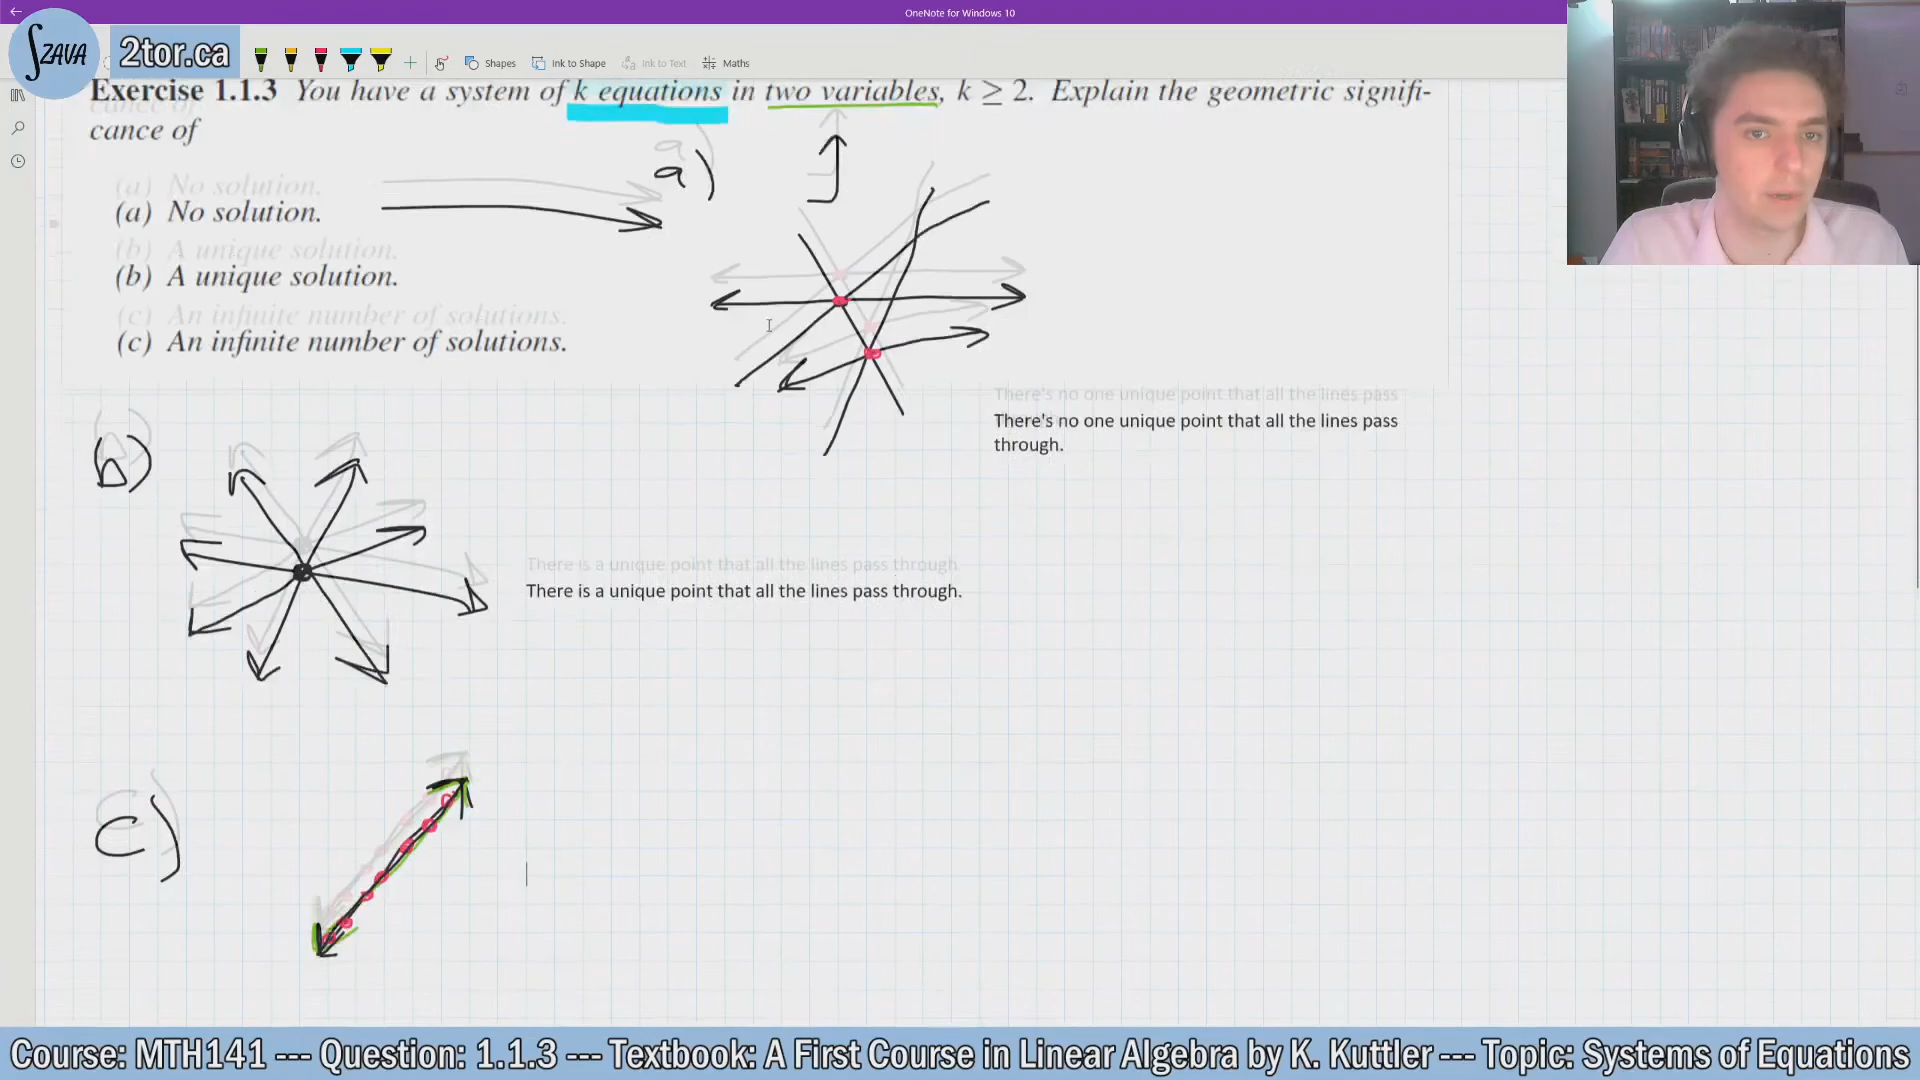 OneNote for Windows 10
∫ZAVA
2tor.ca
Shapes
Ink to Shape
Ink to Text
Maths
Exercise 1.1.3 You have a system of k equations in two variables, k ≥ 2. Explain the geometric signifi-
cance of
a)
(a) No solution.
(b) A unique solution.
(c) An infinite number of solutions.
There's no one unique point that all the lines pass
through.
b)
There is a unique point that all the lines pass through.
c)
Course: MTH141 --- Question: 1.1.3 --- Textbook: A First Course in Linear Algebra by K. Kuttler --- Topic: Systems of Equations